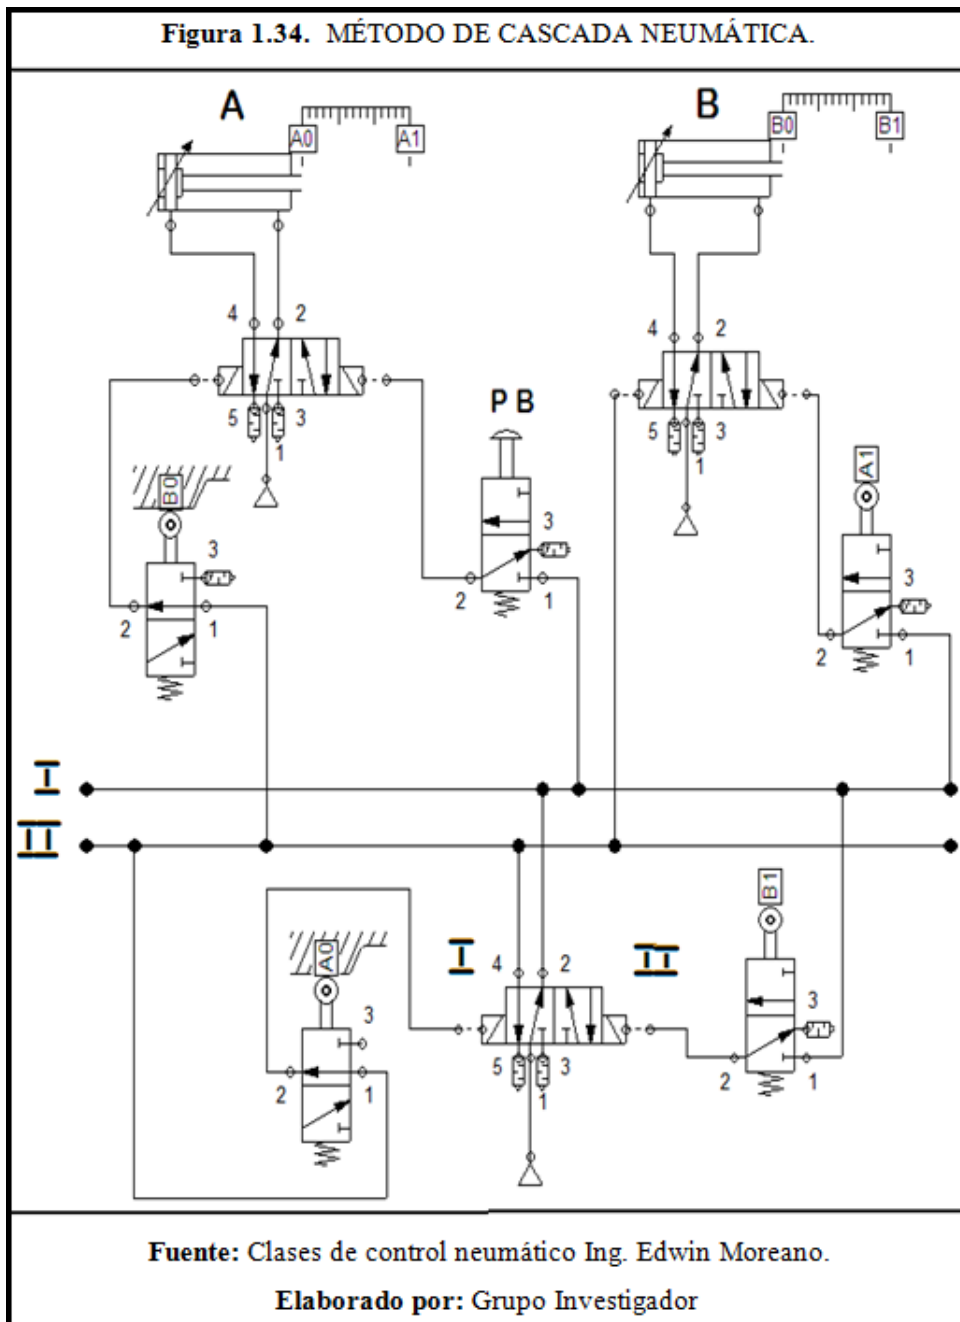 Figura 1.34. MÉTODO DE CASCADA NEUMÁTICA.
A
B
A0
A1
B0
B1
4
2
5
3
1
4
2
5
3
1
P B
B0
3
2
1
3
2
1
A1
3
2
1
I
II
A0
3
2
1
I
4
2
II
5
3
1
B1
3
2
1
Fuente: Clases de control neumático Ing. Edwin Moreano.
Elaborado por: Grupo Investigador